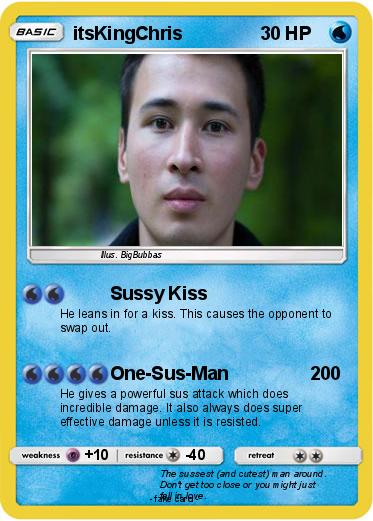 BASIC itsKingChris 30 HP
Illus. BigBubbas
Sussy Kiss
He leans in for a kiss. This causes the opponent to
swap out.
One-Sus-Man 200
He gives a powerful sus attack which does
incredible damage. It also always does super
effective damage unless it is resisted.
weakness +10 resistance -40 retreat
The sussest (and cutest) man around.
Don't get too close or you might just
fall in love.
- fake card -